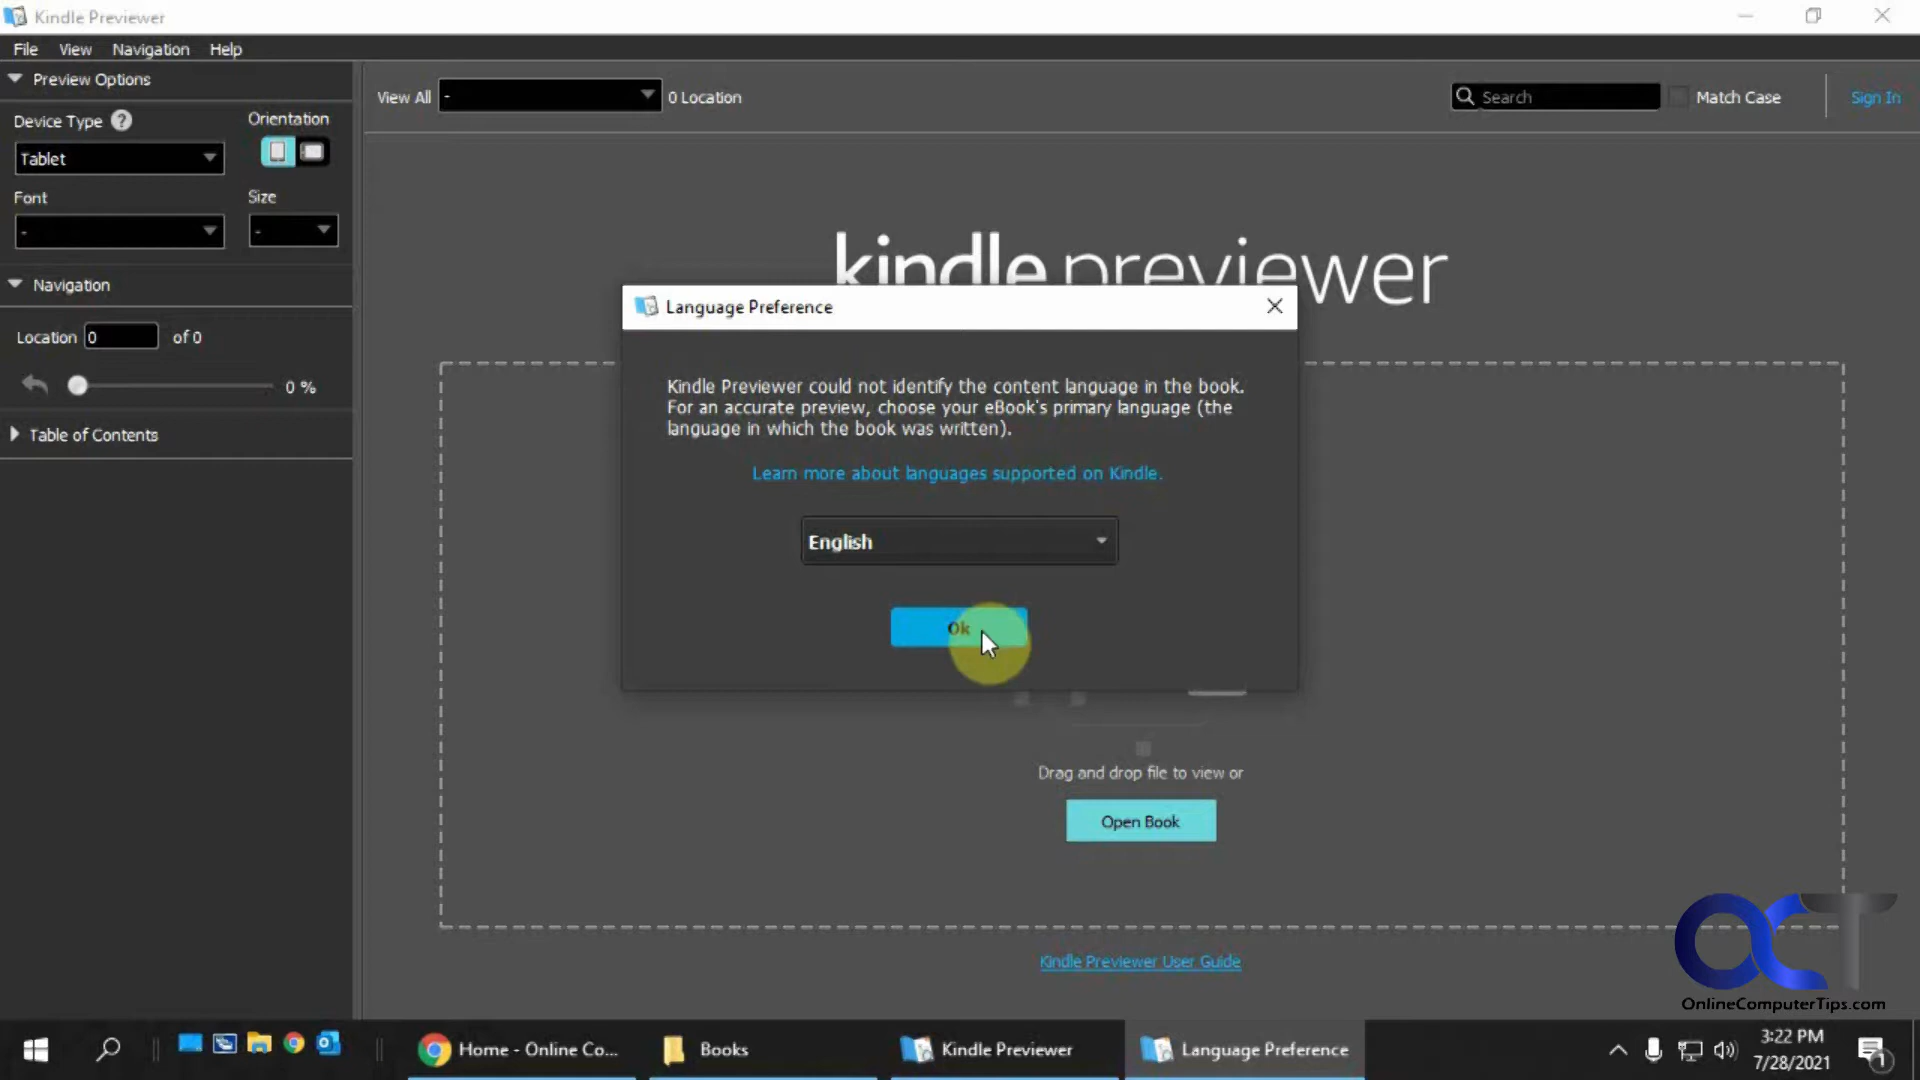 Kindle Previewer
File View Navigation Help
Preview Options
Device Type ?
Orientation
Tablet
Font
Size
-
-
Navigation
Location 0 of 0
0 %
Table of Contents
View All - 0 Location
Search
Match Case
Sign In
kindle previewer
Language Preference
Kindle Previewer could not identify the content language in the book.
For an accurate preview, choose your eBook's primary language (the
language in which the book was written).
Learn more about languages supported on Kindle.
English
Ok
Drag and drop file to view or
Open Book
Kindle Previewer User Guide
OCT
OnlineComputerTips.com
Home - Online Co...
Books
Kindle Previewer
Language Preference
3:22 PM
7/28/2021
1